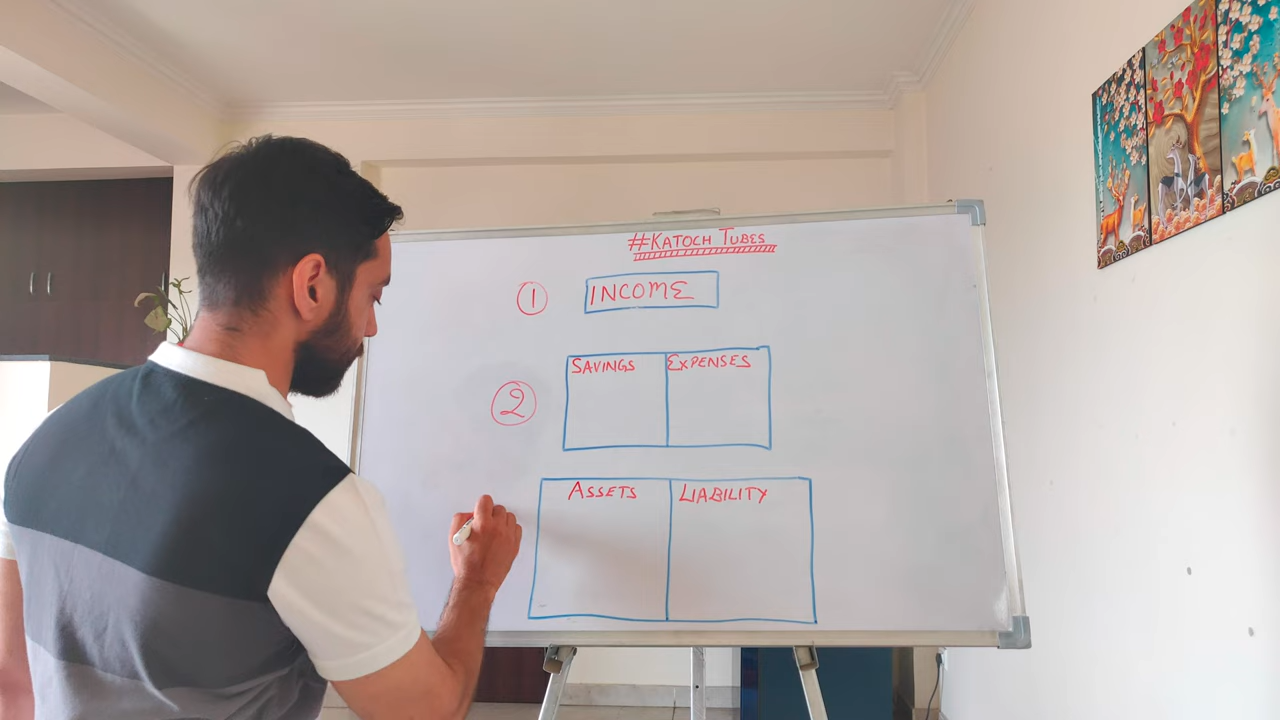 #KATOCH TUBES
1 INCOME
2 SAVINGS EXPENSES
ASSETS LIABILITY